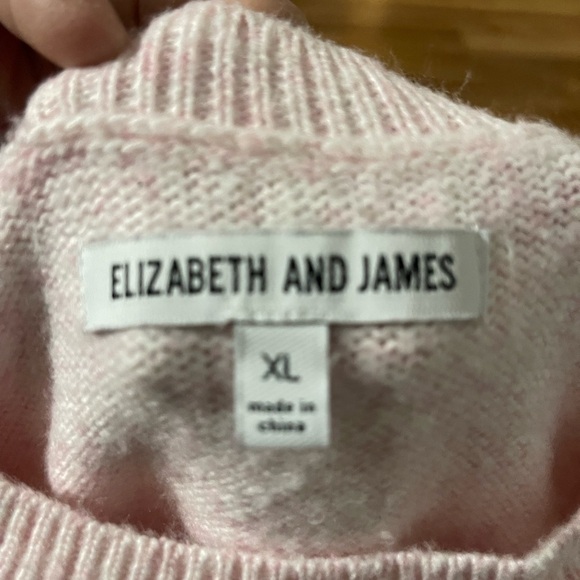 ELIZABETH AND JAMES
XL
made in
china